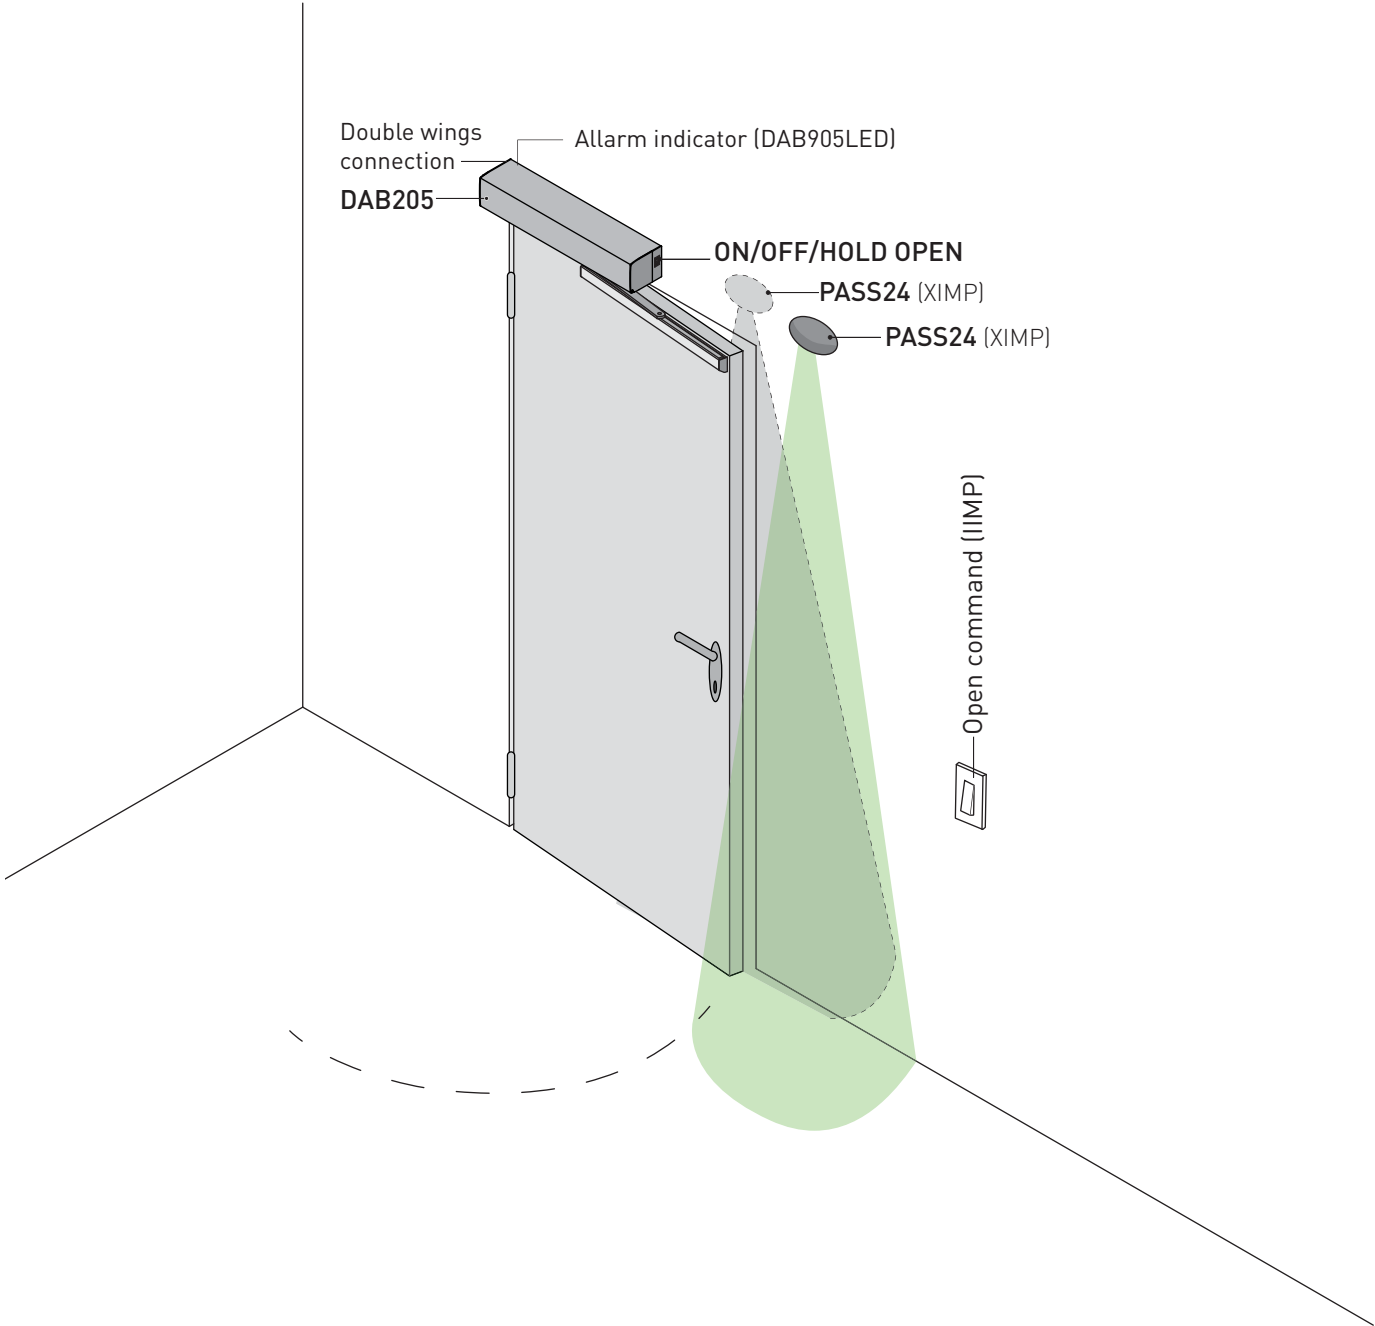 Double wings
connection
Allarm indicator (DAB905LED)
DAB205
ON/OFF/HOLD OPEN
PASS24 (XIMP)
PASS24 (XIMP)
Open command (IIMP)